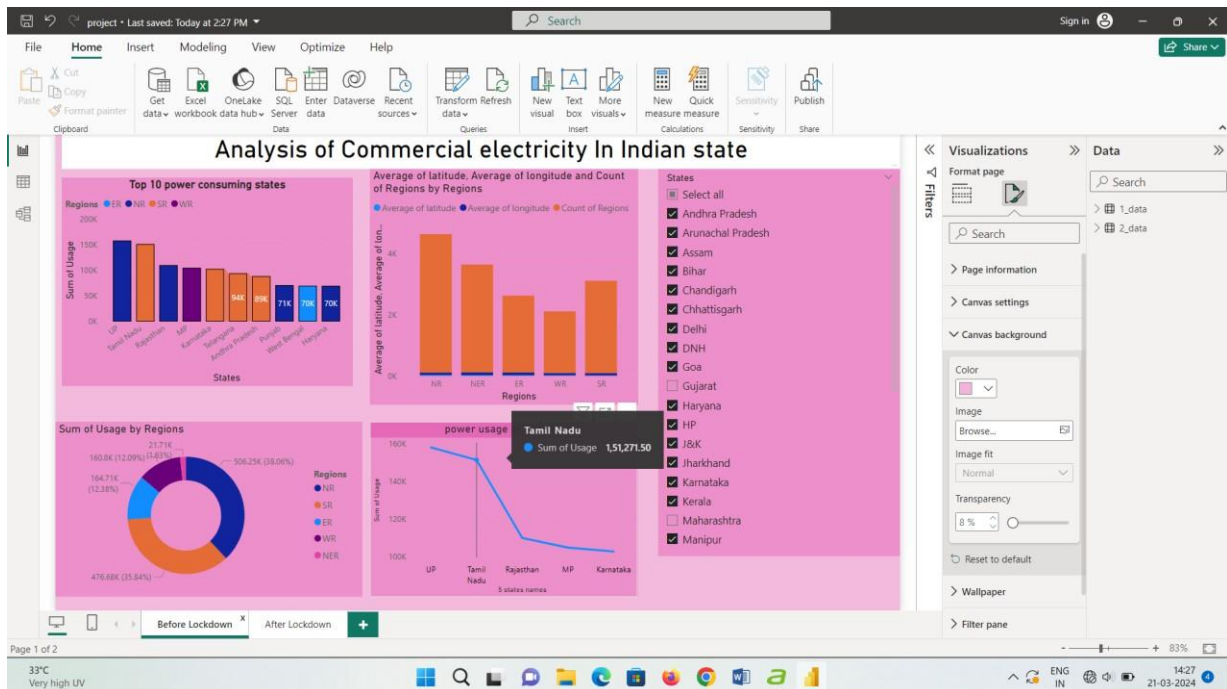 project • Last saved: Today at 2:27 PM
Search
Sign in
File Home Insert Modeling View Optimize Help
Share
Paste
Cut
Copy
Format painter
Clipboard
Get data
Excel workbook
OneLake data hub
SQL Server
Enter data
Dataverse
Recent sources
Data
Transform data
Refresh
Queries
New visual
Text box
More visuals
Insert
New measure
Quick measure
Calculations
Sensitivity
Sensitivity
Publish
Share
Analysis of Commercial electricity In Indian state
Top 10 power consuming states
Regions ER NR SR WR
Sum of Usage
200K
150K
100K
50K
0K
94K 89K 71K 70K 70K
UP Tamil Nadu Rajasthan MP Karnataka Telangana Andhra Pradesh Punjab West Bengal Haryana
States
Average of latitude, Average of longitude and Count
of Regions by Regions
Average of latitude Average of longitude Count of Regions
Average of latitude, Average of lon...
4K
2K
0K
NR NER ER WR SR
Regions
States
Select all
Andhra Pradesh
Arunachal Pradesh
Assam
Bihar
Chandigarh
Chhattisgarh
Delhi
DNH
Goa
Gujarat
Haryana
HP
J&K
Jharkhand
Karnataka
Kerala
Maharashtra
Manipur
Sum of Usage by Regions
21.71K
(1.63%)
160.8K (12.09%)
164.71K
(12.38%)
506.25K (38.06%)
476.68K (35.84%)
Regions
NR
SR
ER
WR
NER
power usage
Sum of Usage
160K
140K
120K
100K
UP Tamil Nadu Rajasthan MP Karnataka
5 states names
Tamil Nadu
Sum of Usage 1,51,271.50
Filters
Visualizations
Format page
Search
Page information
Canvas settings
Canvas background
Color
Image
Browse...
Image fit
Normal
Transparency
8 %
Reset to default
Wallpaper
Filter pane
Data
Search
1_data
2_data
Before Lockdown x After Lockdown +
Page 1 of 2
- + 83%
33°C
Very high UV
ENG
IN
14:27
21-03-2024
4